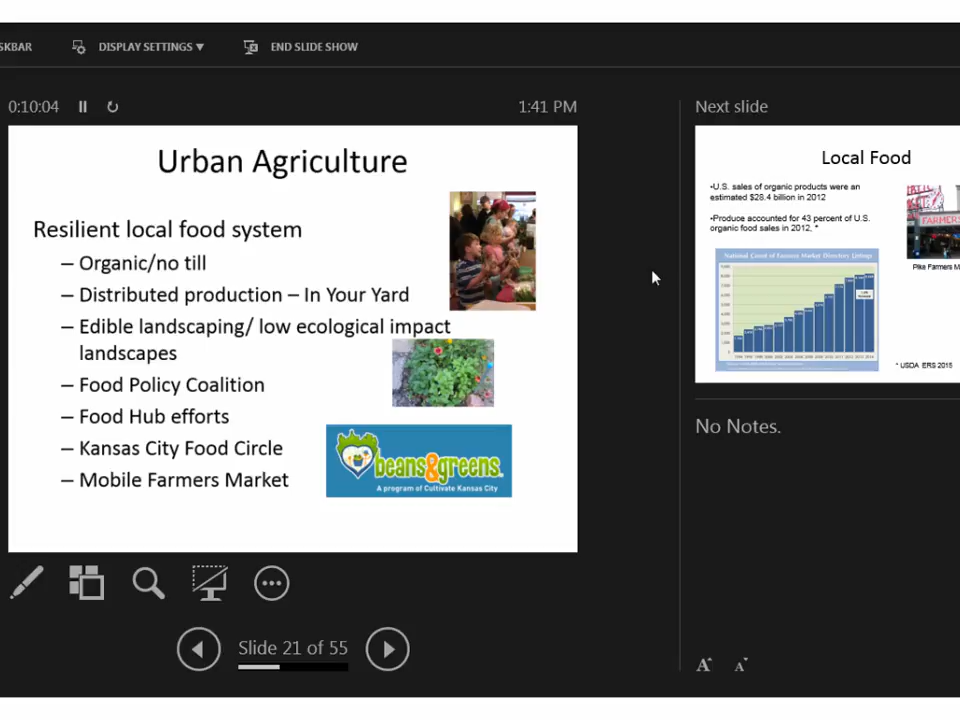 SKBAR
DISPLAY SETTINGS ▼
END SLIDE SHOW
0:10:04
1:41 PM
Next slide
Urban Agriculture
Resilient local food system
– Organic/no till
– Distributed production – In Your Yard
– Edible landscaping/ low ecological impact
landscapes
– Food Policy Coalition
– Food Hub efforts
– Kansas City Food Circle
– Mobile Farmers Market
beans&greens.
A program of Cultivate Kansas City
Local Food
•U.S. sales of organic products were an
estimated $28.4 billion in 2012
•Produce accounted for 43 percent of U.S.
organic food sales in 2012. *
FARMERS
Pike Farmers M
National Count of Farmers Market Directory Listings
* USDA ERS 2015
No Notes.
Slide 21 of 55
A A